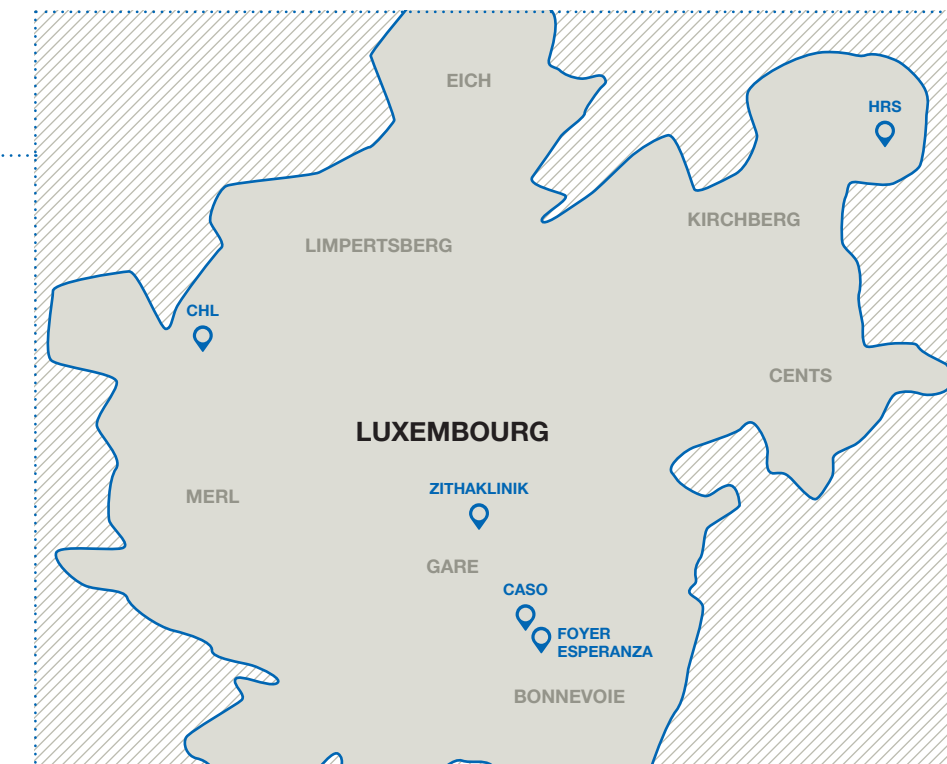 EICH
HRS
KIRCHBERG
LIMPERTSBERG
CHL
CENTS
LUXEMBOURG
ZITHAKLINIK
MERL
GARE
CASO
FOYER
ESPERANZA
BONNEVOIE